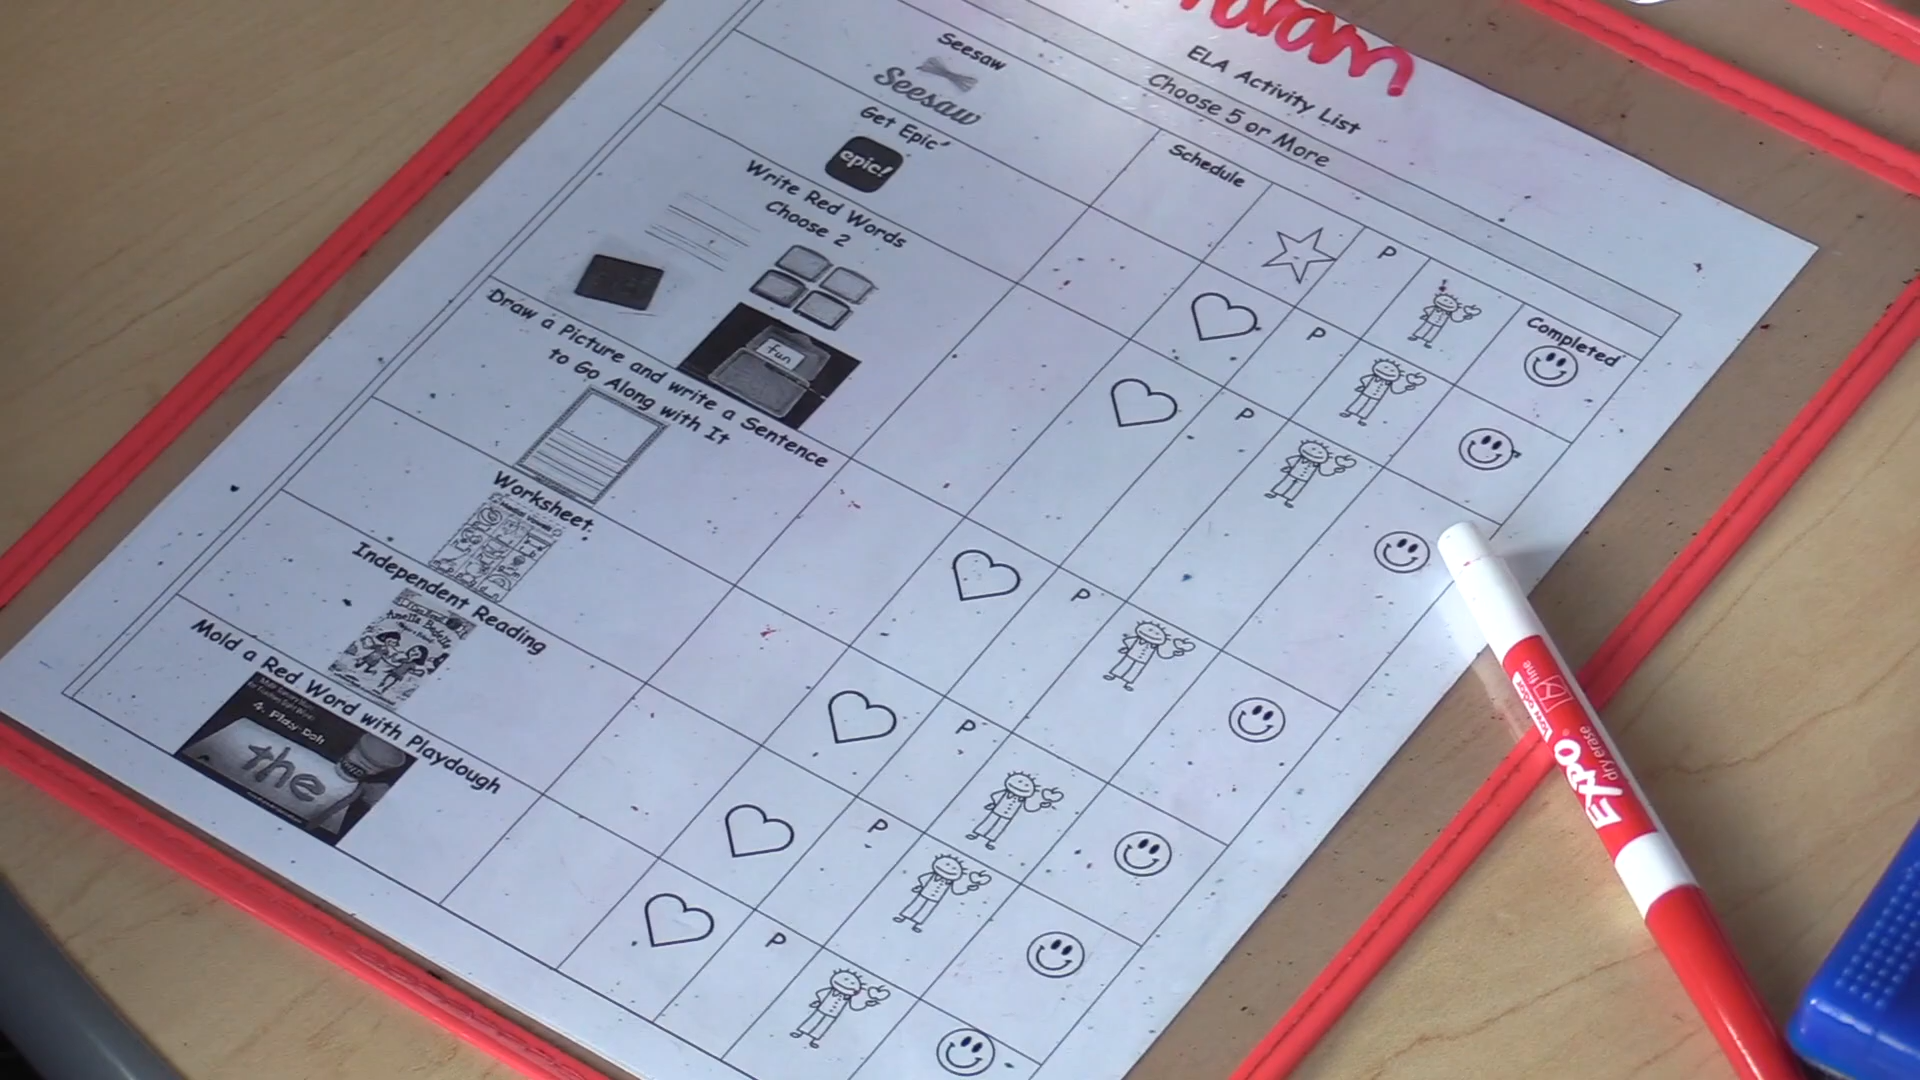 ELA Activity List
Choose 5 or More
Schedule
Completed
Seesaw
Seesaw
P
Get Epic
epic!
P
Write Red Words
Choose 2
fun
P
Draw a Picture and write a Sentence
to Go Along with It
P
Worksheet
P
Independent Reading
P
Mold a Red Word with Playdough
4. Play-Doh
the
P
EXPO
low odor
dry erase
fine